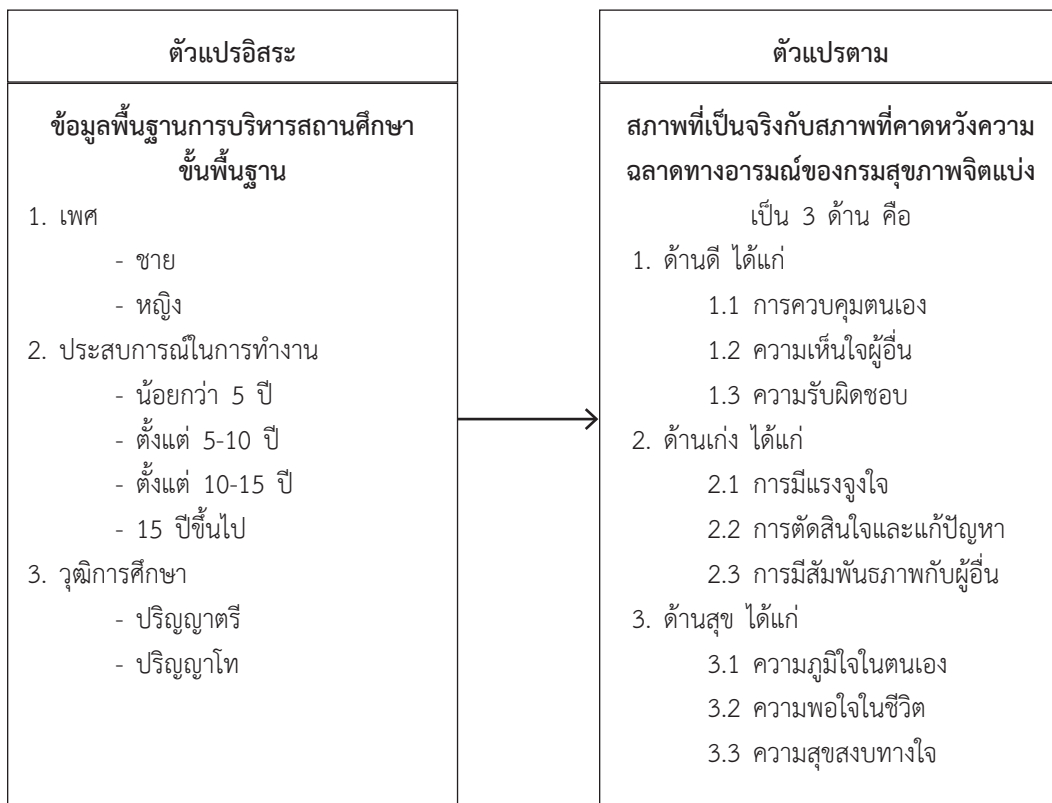 ตัวแปรอิสระ
ข้อมูลพื้นฐานการบริหารสถานศึกษา
ขั้นพื้นฐาน
1. เพศ
- ชาย
- หญิง
2. ประสบการณ์ในการทำงาน
- น้อยกว่า 5 ปี
- ตั้งแต่ 5-10 ปี
- ตั้งแต่ 10-15 ปี
- 15 ปีขึ้นไป
3. วุฒิการศึกษา
- ปริญญาตรี
- ปริญญาโท
ตัวแปรตาม
สภาพที่เป็นจริงกับสภาพที่คาดหวังความ
ฉลาดทางอารมณ์ของกรมสุขภาพจิตแบ่ง
เป็น 3 ด้าน คือ
1. ด้านดี ได้แก่
1.1 การควบคุมตนเอง
1.2 ความเห็นใจผู้อื่น
1.3 ความรับผิดชอบ
2. ด้านเก่ง ได้แก่
2.1 การมีแรงจูงใจ
2.2 การตัดสินใจและแก้ปัญหา
2.3 การมีสัมพันธภาพกับผู้อื่น
3. ด้านสุข ได้แก่
3.1 ความภูมิใจในตนเอง
3.2 ความพอใจในชีวิต
3.3 ความสุขสงบทางใจ